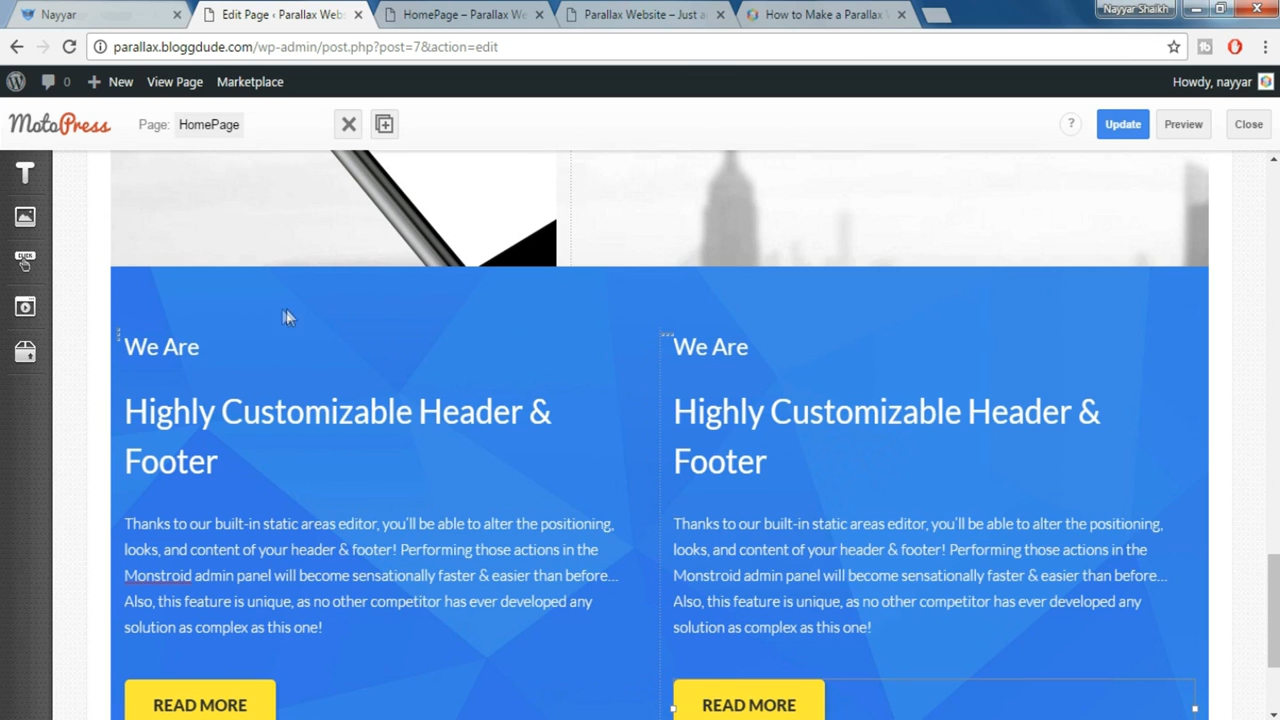 Nayyar
Edit Page ‹ Parallax Webs
HomePage – Parallax We
Parallax Website – Just a
How to Make a Parallax
Nayyar Shaikh
parallax.bloggdude.com/wp-admin/post.php?post=7&action=edit
0
New
View Page
Marketplace
Howdy, nayyar
MotoPress
Page:
HomePage
?
Update
Preview
Close
T
CLICK
We Are
Highly Customizable Header &
Footer
Thanks to our built-in static areas editor, you'll be able to alter the positioning,
looks, and content of your header & footer! Performing those actions in the
Monstroid admin panel will become sensationally faster & easier than before...
Also, this feature is unique, as no other competitor has ever developed any
solution as complex as this one!
READ MORE
We Are
Highly Customizable Header &
Footer
Thanks to our built-in static areas editor, you'll be able to alter the positioning,
looks, and content of your header & footer! Performing those actions in the
Monstroid admin panel will become sensationally faster & easier than before...
Also, this feature is unique, as no other competitor has ever developed any
solution as complex as this one!
READ MORE